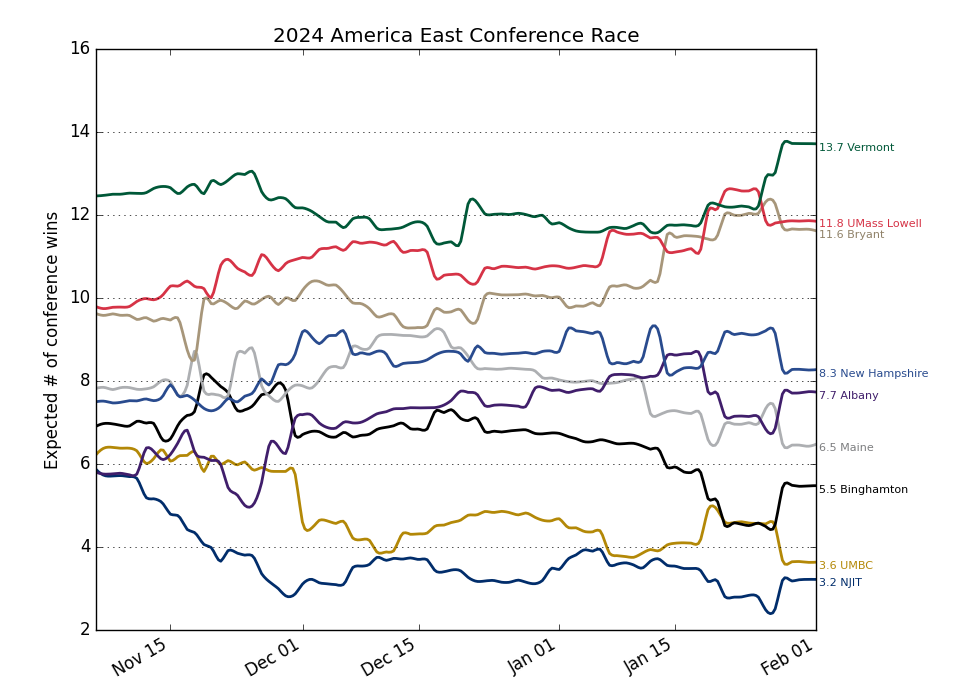 2024 America East Conference Race
Expected # of conference wins
16
14
12
10
8
6
4
2
Nov 15
Dec 01
Dec 15
Jan 01
Jan 15
Feb 01
13.7 Vermont
11.8 UMass Lowell
11.6 Bryant
8.3 New Hampshire
7.7 Albany
6.5 Maine
5.5 Binghamton
3.6 UMBC
3.2 NJIT